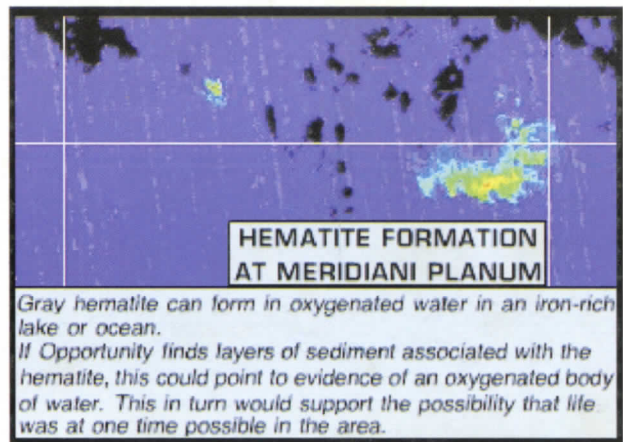 HEMATITE FORMATION
AT MERIDIANI PLANUM
Gray hematite can form in oxygenated water in an iron-rich
lake or ocean.
If Opportunity finds layers of sediment associated with the
hematite, this could point to evidence of an oxygenated body
of water. This in turn would support the possibility that life
was at one time possible in the area.